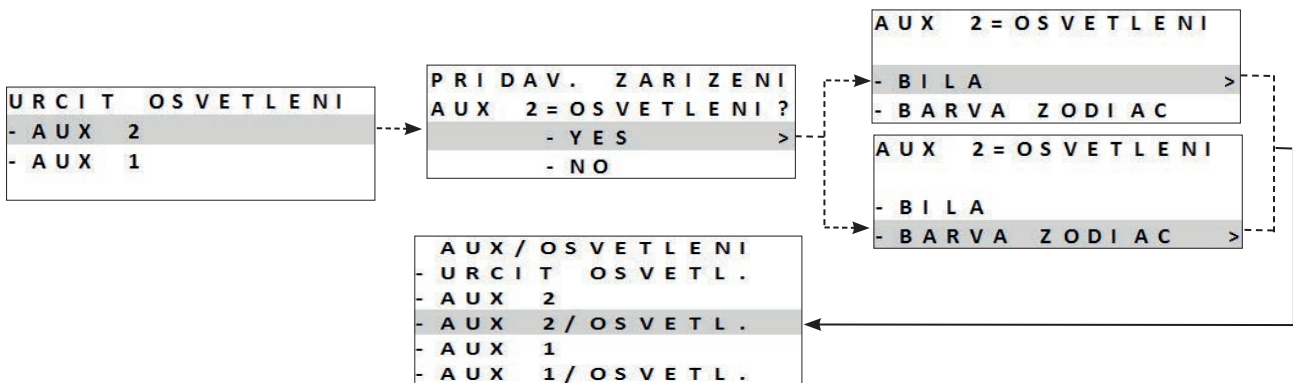 URCIT OSVETLENI
- AUX 2
- AUX 1
PRIDAV. ZARIZENI
AUX 2=OSVETLENI?
- YES >
- NO
AUX 2=OSVETLENI
- BILA >
- BARVA ZODIAC
AUX 2=OSVETLENI
- BILA
- BARVA ZODIAC >
AUX/OSVETLENI
- URCIT OSVETL.
- AUX 2
- AUX 2/OSVETL.
- AUX 1
- AUX 1/OSVETL.